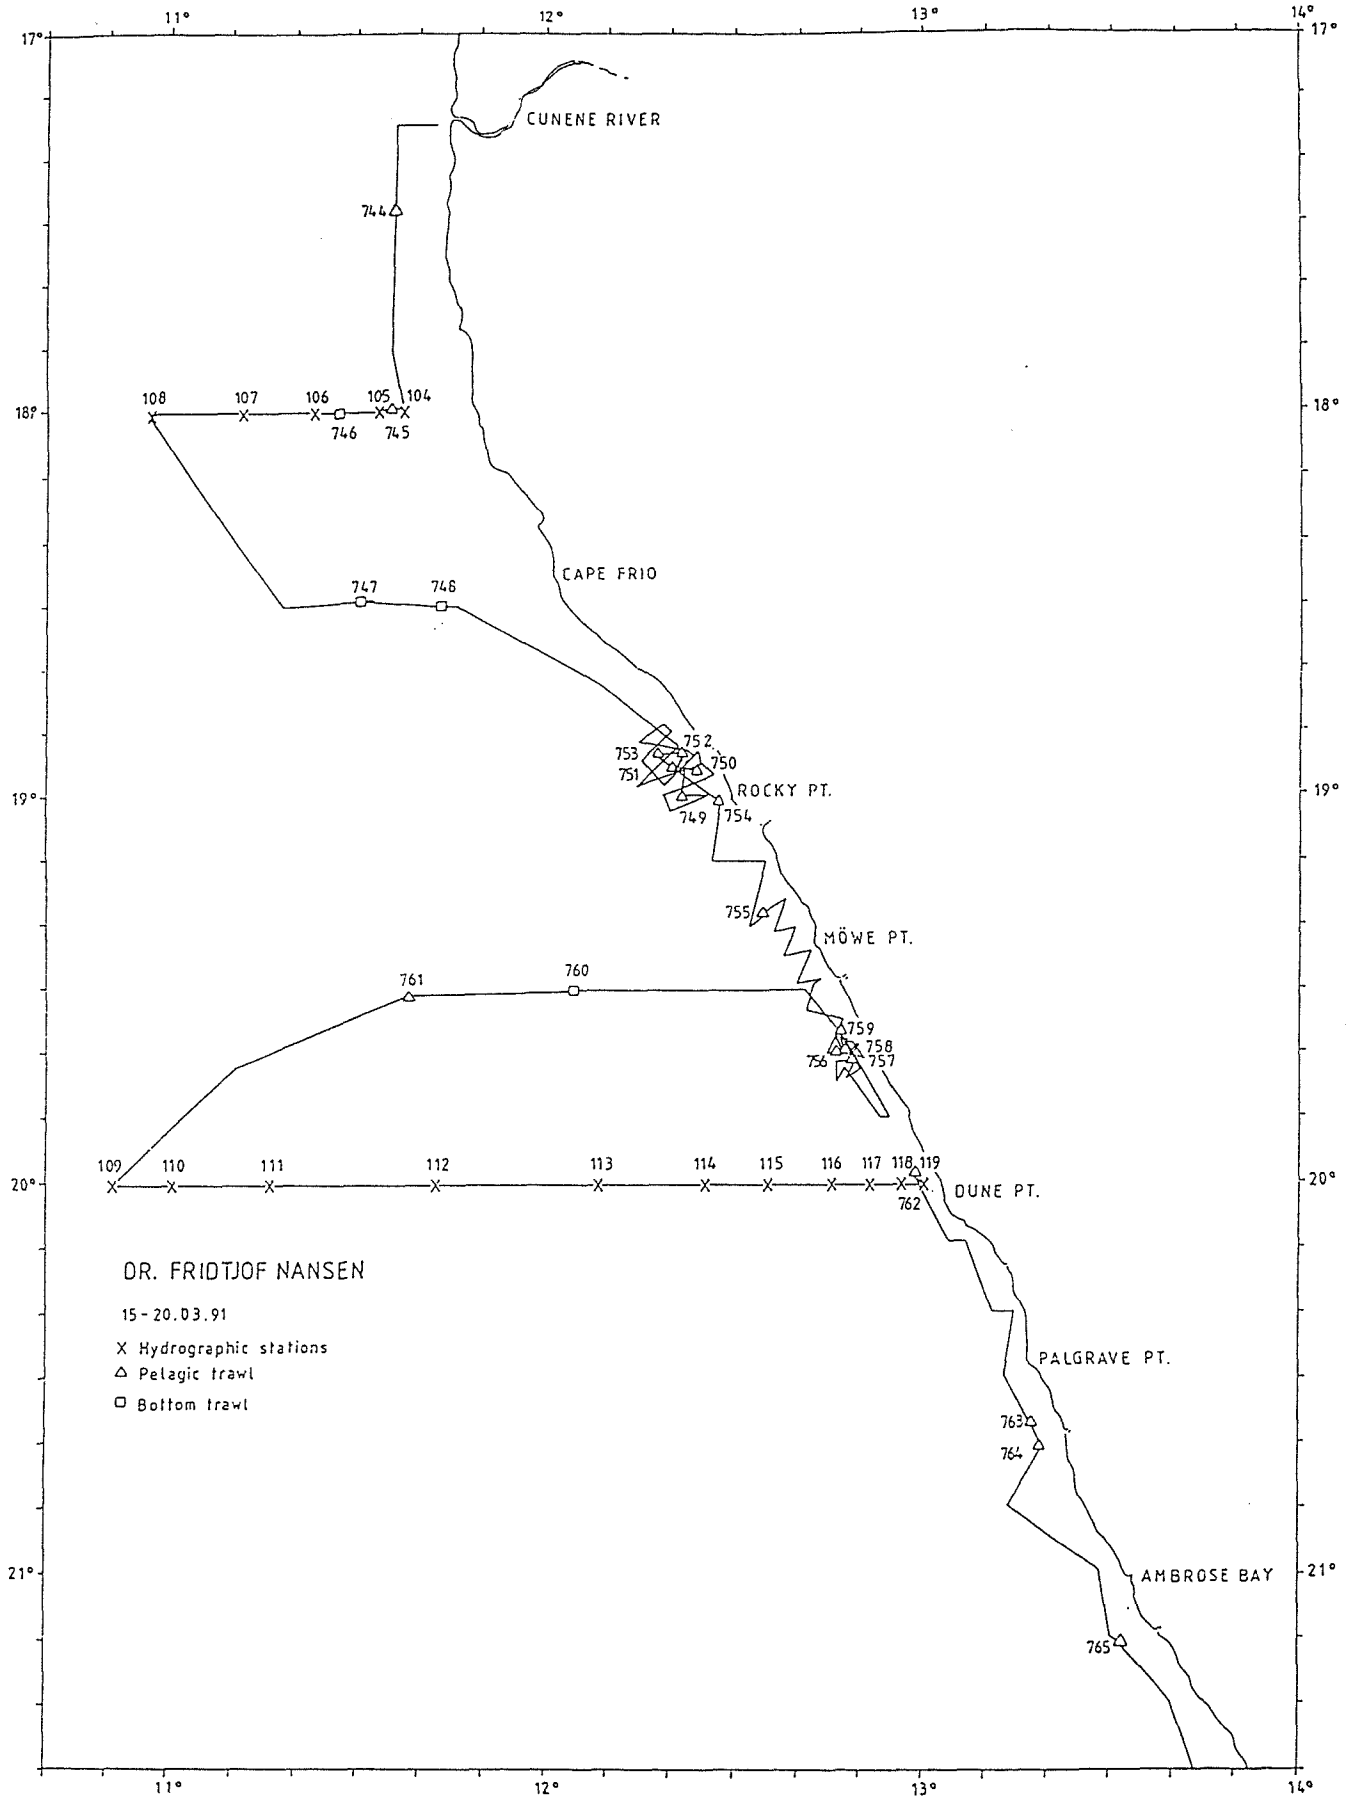 11° 12° 13° 14°
17° 17°
CUNENE RIVER
744
108 107 106 105 104
18° 18°
746 745
CAPE FRIO
747 748
752
753 750
751
ROCKY PT.
19° 19°
749 754
755
MÖWE PT.
761 760
759
758
756 757
109 110 111 112 113 114 115 116 117 118 119
20° 20°
762
DUNE PT.
DR. FRIDTJOF NANSEN
15-20.03.91
X Hydrographic stations
△ Pelagic trawl
□ Bottom trawl
PALGRAVE PT.
763
764
21° 21°
AMBROSE BAY
765
11° 12° 13° 14°